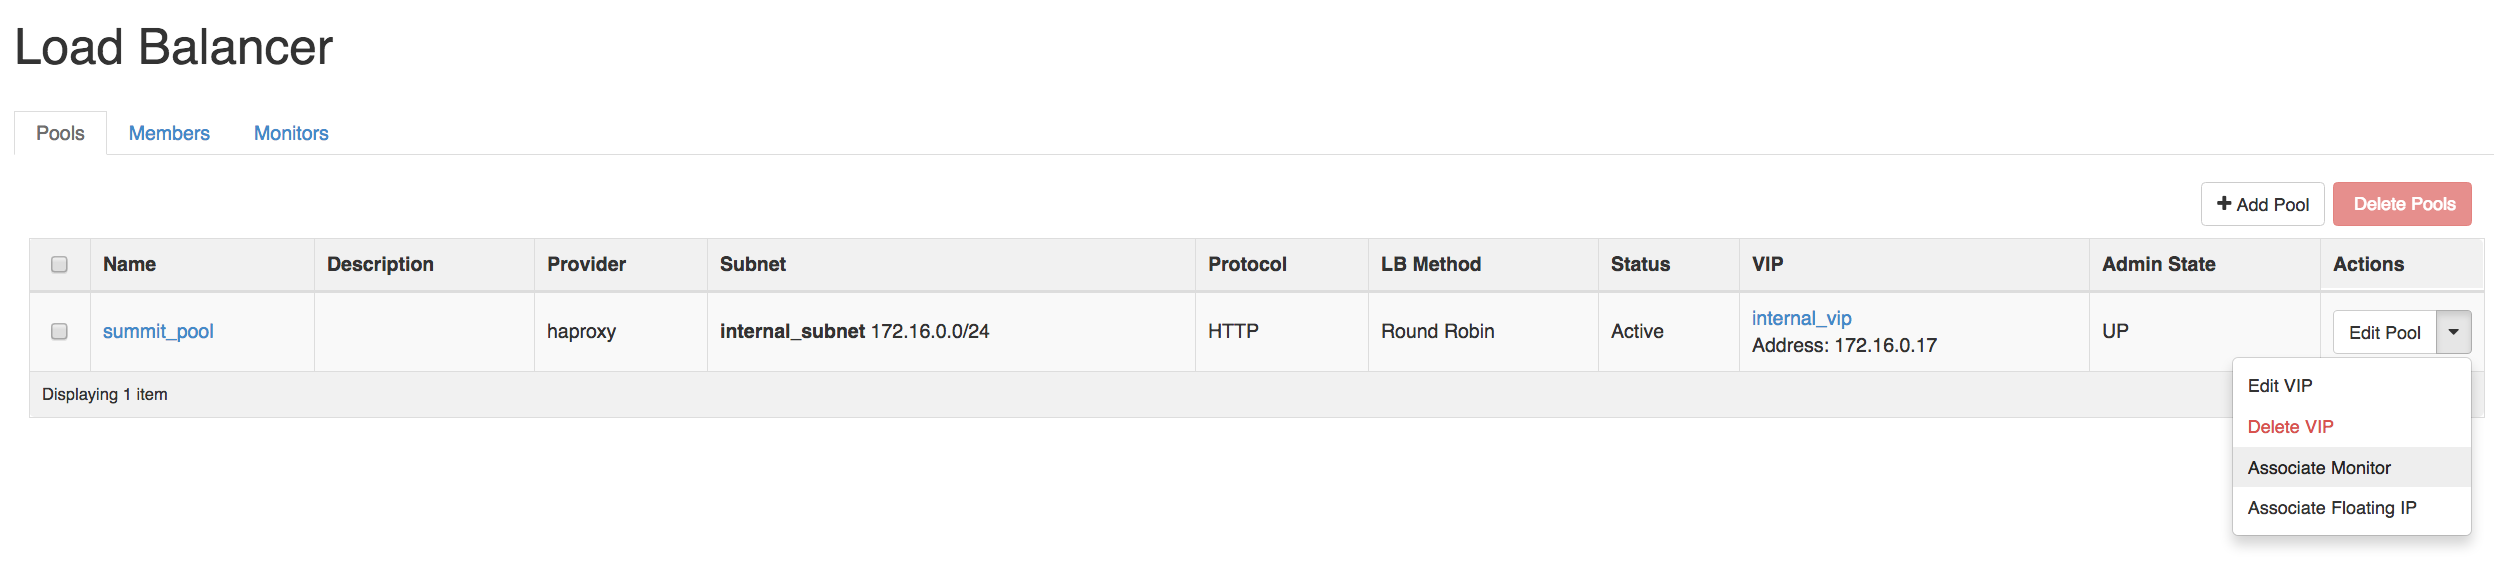 Load Balancer
Pools Members Monitors
+ Add Pool Delete Pools
Name Description Provider Subnet Protocol LB Method Status VIP Admin State Actions
summit_pool haproxy internal_subnet 172.16.0.0/24 HTTP Round Robin Active internal_vip UP Edit Pool
Address: 172.16.0.17
Displaying 1 item
Edit VIP
Delete VIP
Associate Monitor
Associate Floating IP